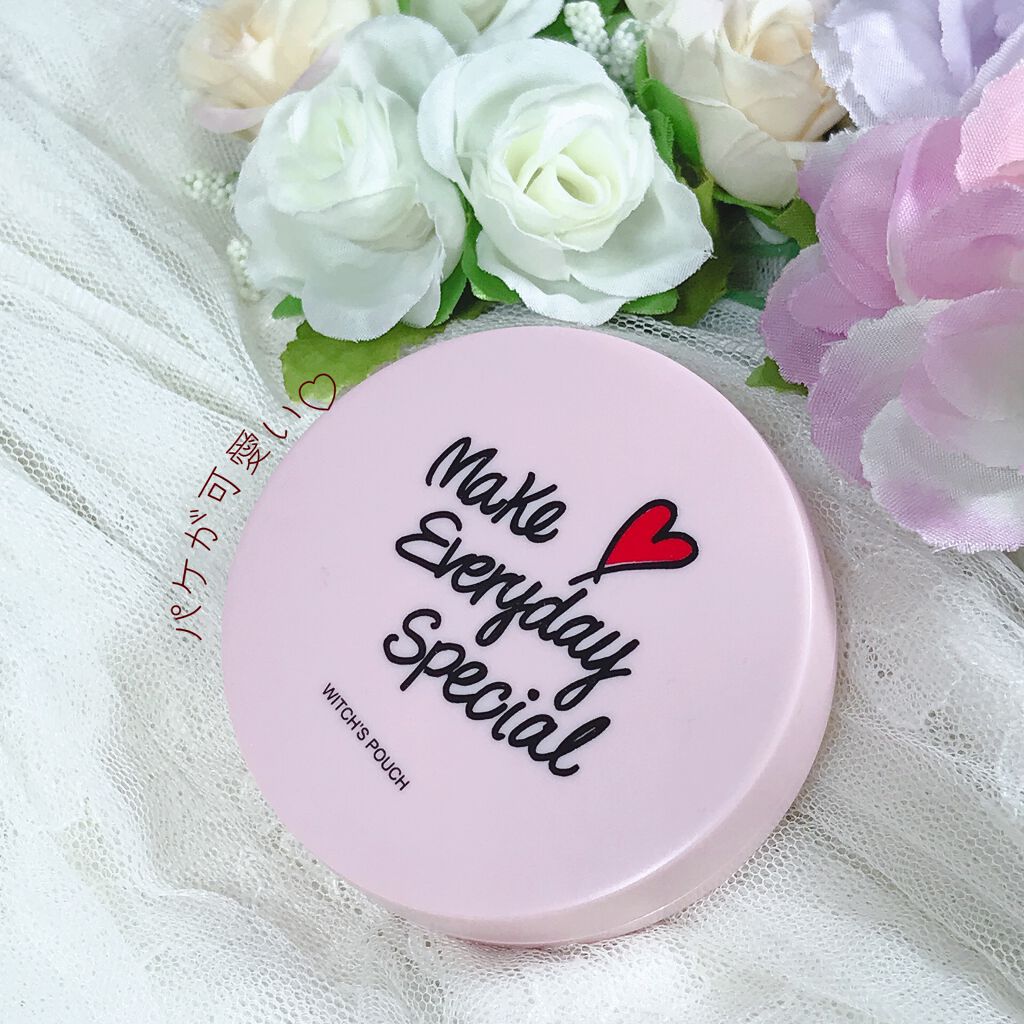 パケが可愛い♡
Make
Everyday
Special
WITCH'S POUCH